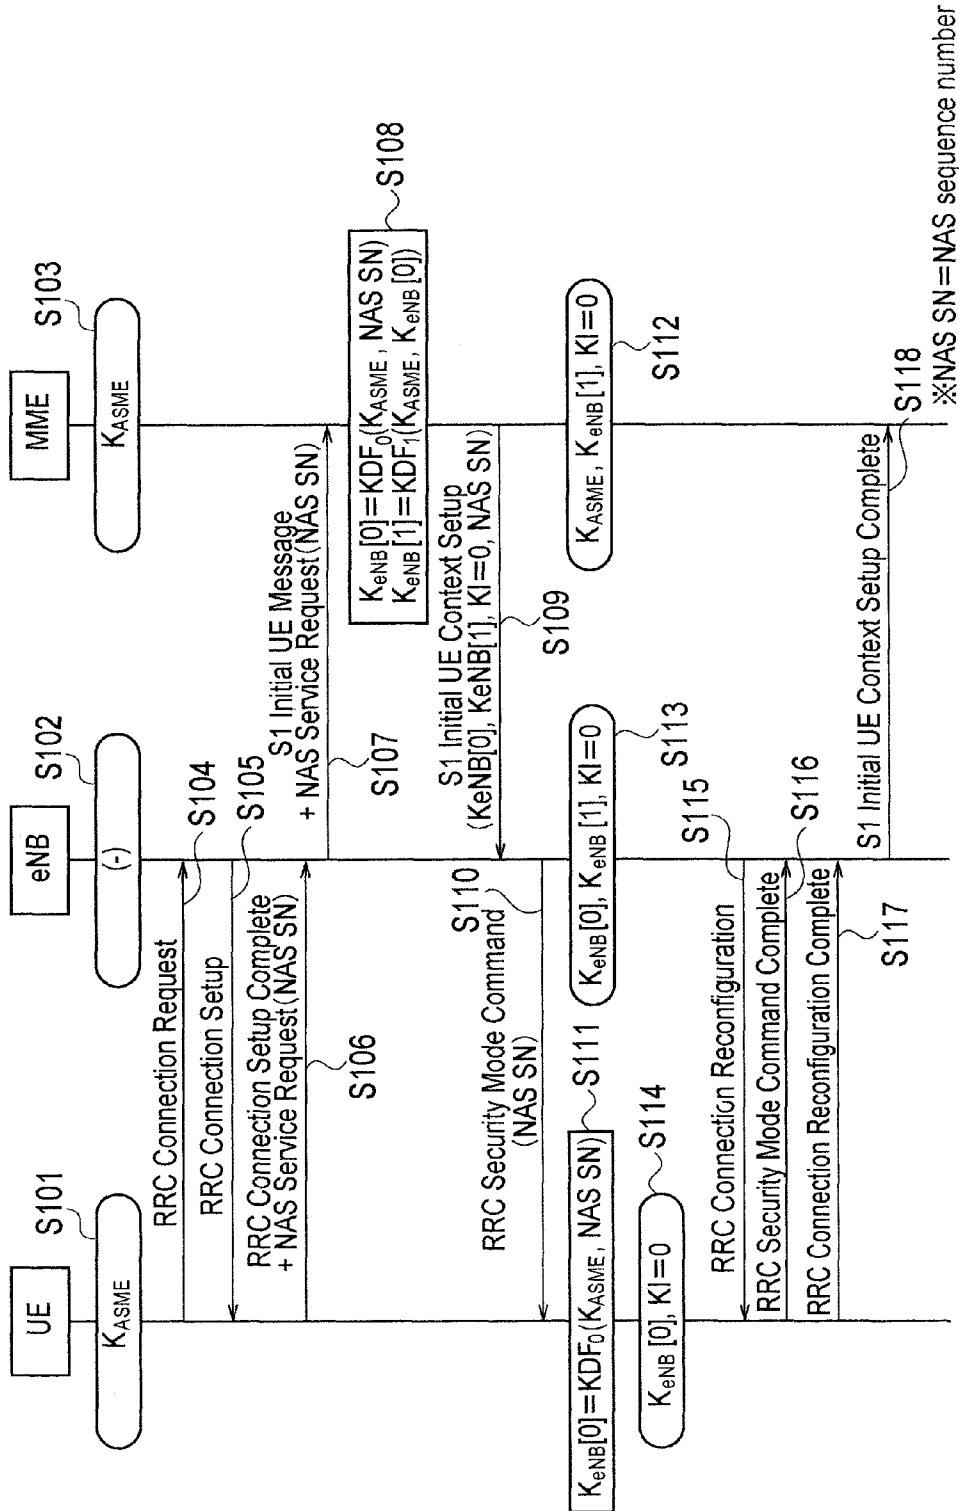 UE
eNB
MME
S101
S102
S103
KASME
(-)
KASME
RRC Connection Request
S104
RRC Connection Setup
S105
RRC Connection Setup Complete
+ NAS Service Request(NAS SN)
S106
S1 Initial UE Message
+ NAS Service Request(NAS SN)
S107
KeNB[0]=KDF0(KASME, NAS SN)
KeNB[1]=KDF1(KASME, KeNB[0])
S108
S1 Initial UE Context Setup
(KeNB[0], KeNB[1], KI=0, NAS SN)
S109
RRC Security Mode Command
(NAS SN)
S110
KeNB[0]=KDF0(KASME, NAS SN)
S111
KASME, KeNB[1], KI=0
S112
KeNB[0], KeNB[1], KI=0
S113
KeNB[0], KI=0
S114
RRC Connection Reconfiguration
S115
RRC Security Mode Command Complete
S116
RRC Connection Reconfiguration Complete
S117
S1 Initial UE Context Setup Complete
S118
※NAS SN=NAS sequence number